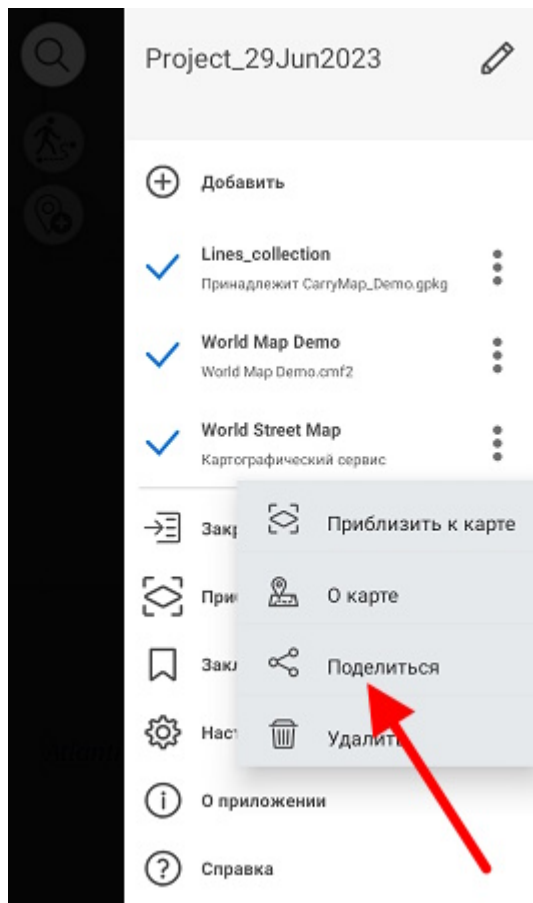 Project_29Jun2023
Добавить
Lines_collection
Принадлежит CarryMap_Demo.gpkg
World Map Demo
World Map Demo.cmf2
World Street Map
Картографический сервис
Приблизить к карте
О карте
Поделиться
Удалить
О приложении
Справка